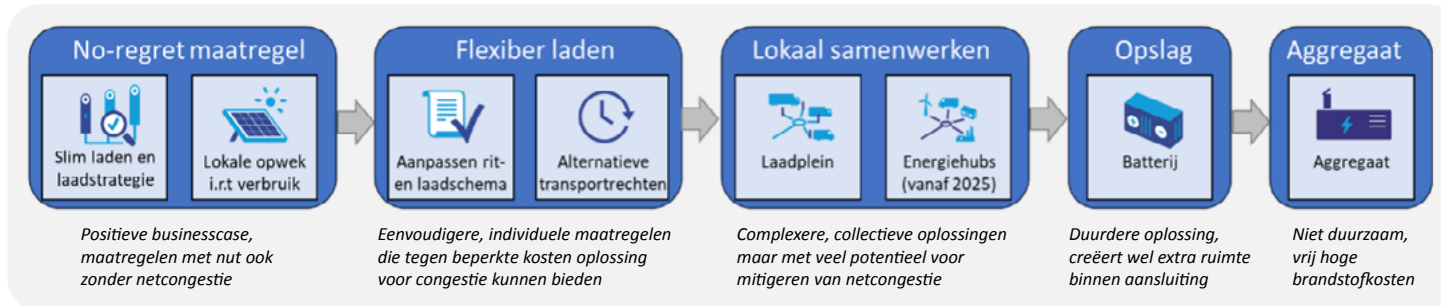 No-regret maatregel
Slim laden en
laadstrategie
Lokale opwek
i.r.t verbruik
Positieve businesscase,
maatregelen met nut ook
zonder netcongestie
Flexiber laden
Aanpassen rit-
en laadschema
Alternatieve
transportrechten
Eenvoudigere, individuele maatregelen
die tegen beperkte kosten oplossing
voor congestie kunnen bieden
Lokaal samenwerken
Laadplein
Energiehubs
(vanaf 2025)
Complexere, collectieve oplossingen
maar met veel potentieel voor
mitigeren van netcongestie
Opslag
Batterij
Duurdere oplossing,
creëert wel extra ruimte
binnen aansluiting
Aggregaat
Aggregaat
Niet duurzaam,
vrij hoge
brandstofkosten